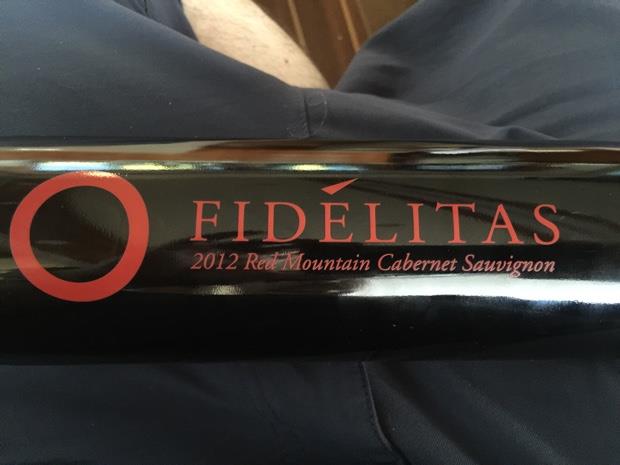 FIDÉLITAS
2012 Red Mountain Cabernet Sauvignon